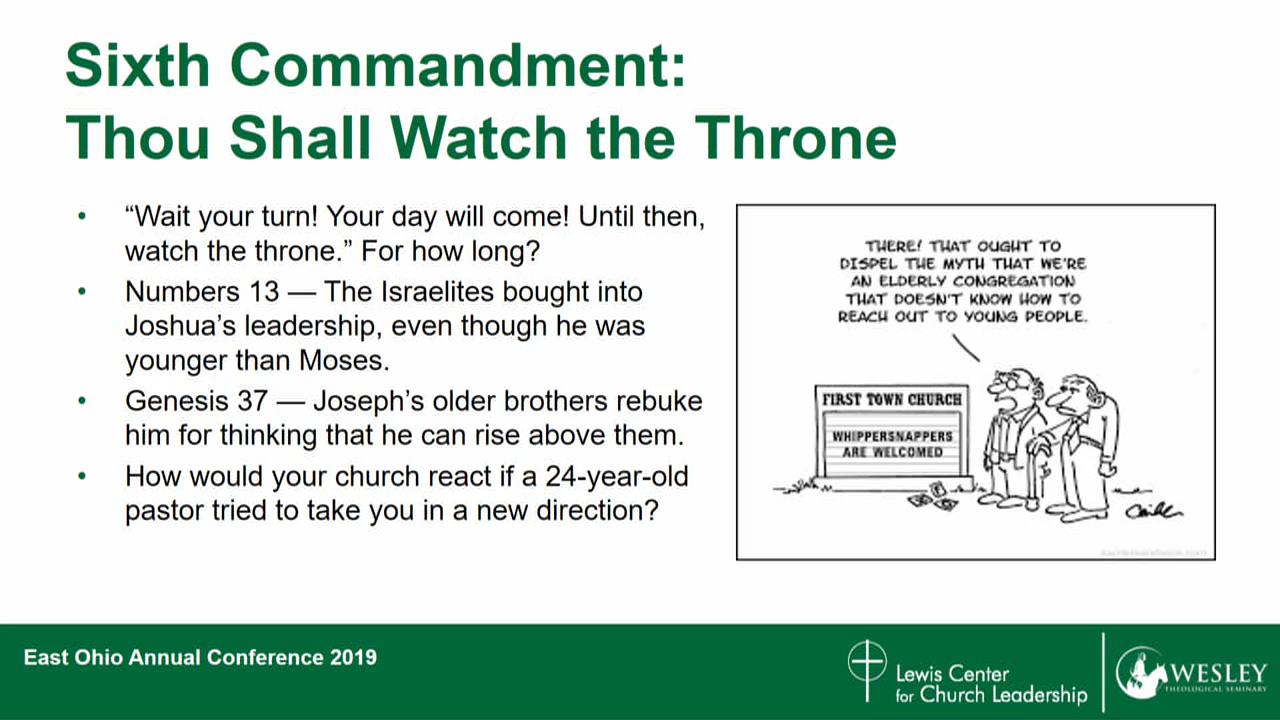 Sixth Commandment:
Thou Shall Watch the Throne
• “Wait your turn! Your day will come! Until then,
watch the throne.” For how long?
• Numbers 13 — The Israelites bought into
Joshua’s leadership, even though he was
younger than Moses.
• Genesis 37 — Joseph’s older brothers rebuke
him for thinking that he can rise above them.
• How would your church react if a 24-year-old
pastor tried to take you in a new direction?
THERE! THAT OUGHT TO
DISPEL THE MYTH THAT WE'RE
AN ELDERLY CONGREGATION
THAT DOESN'T KNOW HOW TO
REACH OUT TO YOUNG PEOPLE.
FIRST TOWN CHURCH
WHIPPERSNAPPERS
ARE WELCOMED
East Ohio Annual Conference 2019
Lewis Center
for Church Leadership
WESLEY
THEOLOGICAL SEMINARY